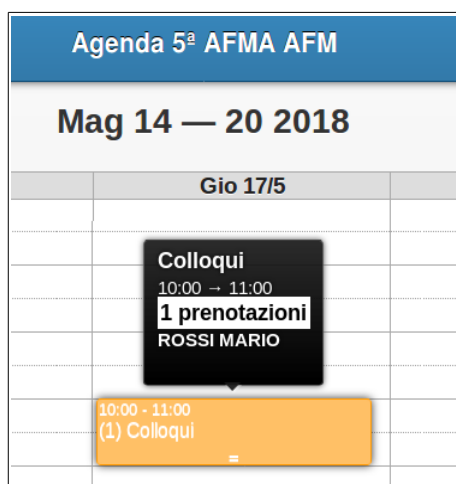 Agenda 5ª AFMA AFM
Mag 14 — 20 2018
Gio 17/5
Colloqui
10:00 → 11:00
1 prenotazioni
ROSSI MARIO
10:00 - 11:00
(1) Colloqui
=